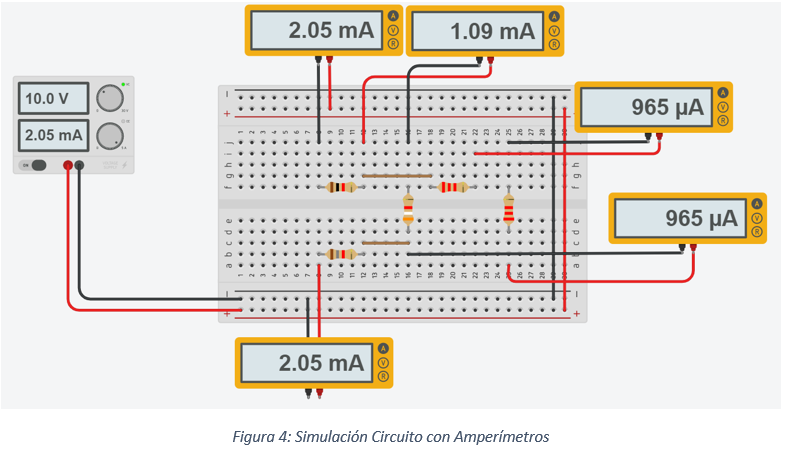 2.05 mA
A
V
R
1.09 mA
A
V
R
10.0 V
2.05 mA
965 µA
A
V
R
965 µA
A
V
R
2.05 mA
A
V
R
Figura 4: Simulación Circuito con Amperímetros